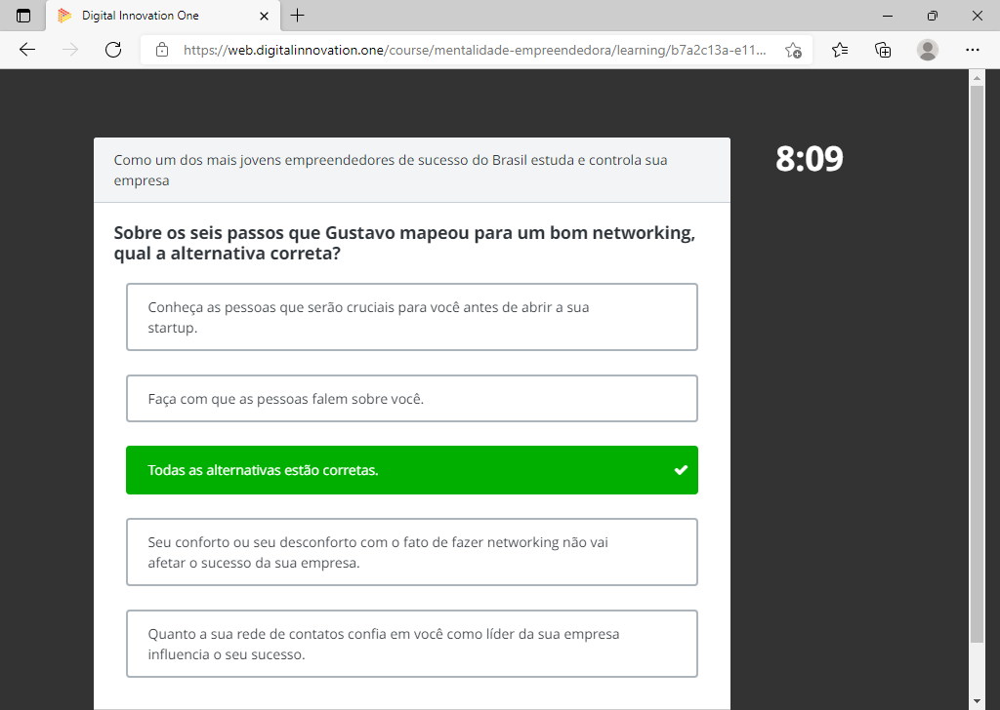 Digital Innovation One
https://web.digitalinnovation.one/course/mentalidade-empreendedora/learning/b7a2c13a-e11...
8:09
Como um dos mais jovens empreendedores de sucesso do Brasil estuda e controla sua
empresa
Sobre os seis passos que Gustavo mapeou para um bom networking,
qual a alternativa correta?
Conheça as pessoas que serão cruciais para você antes de abrir a sua
startup.
Faça com que as pessoas falem sobre você.
Todas as alternativas estão corretas.
Seu conforto ou seu desconforto com o fato de fazer networking não vai
afetar o sucesso da sua empresa.
Quanto a sua rede de contatos confia em você como líder da sua empresa
influencia o seu sucesso.